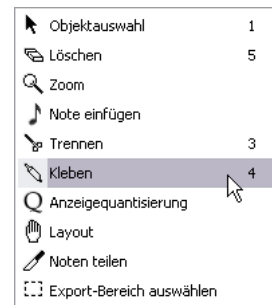 Objektauswahl 1
Löschen 5
Zoom
Note einfügen
Trennen 3
Kleben 4
Anzeigequantisierung
Layout
Noten teilen
Export-Bereich auswählen